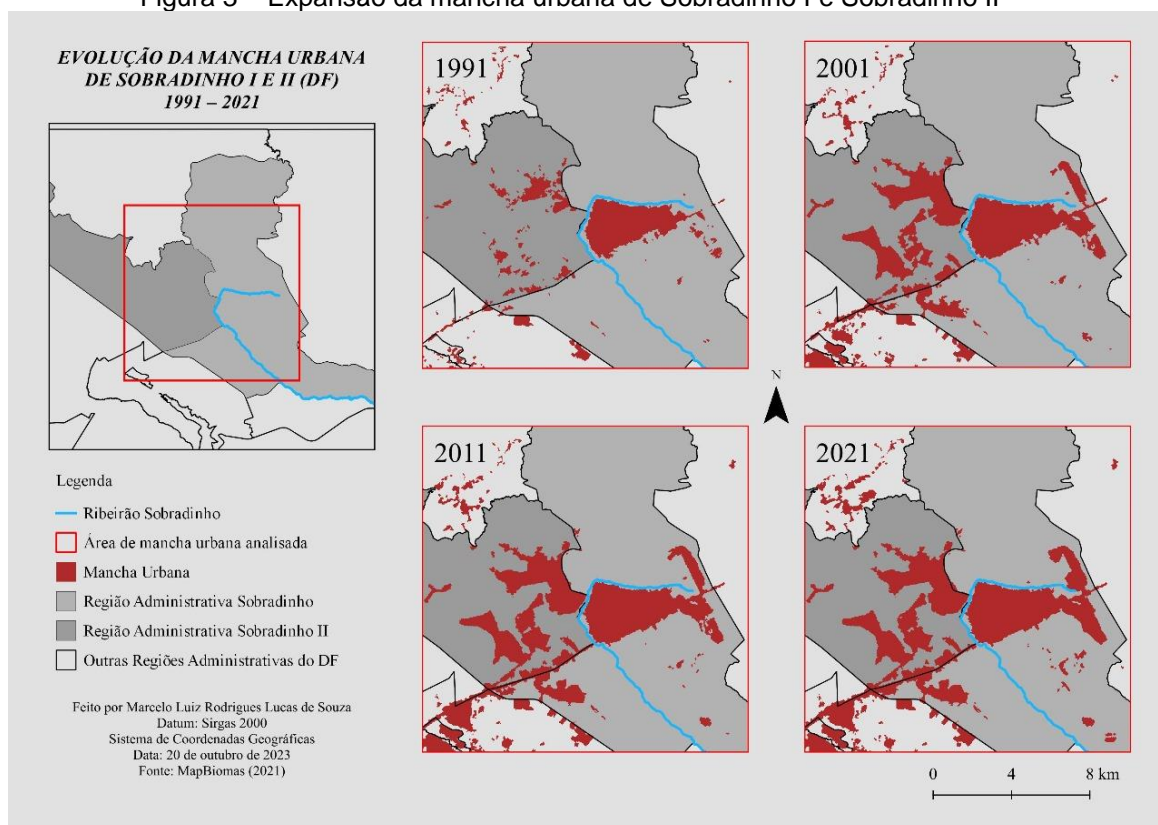 Figura 3 – Expansão da mancha urbana de Sobradinho I e Sobradinho II
EVOLUÇÃO DA MANCHA URBANA
DE SOBRADINHO I E II (DF)
1991 – 2021
1991
2001
N
2011
2021
Legenda
Ribeirão Sobradinho
Área de mancha urbana analisada
Mancha Urbana
Região Administrativa Sobradinho
Região Administrativa Sobradinho II
Outras Regiões Administrativas do DF
Feito por Marcelo Luiz Rodrigues Lucas de Souza
Datum: Sirgas 2000
Sistema de Coordenadas Geográficas
Data: 20 de outubro de 2023
Fonte: MapBiomas (2021)
0 4 8 km